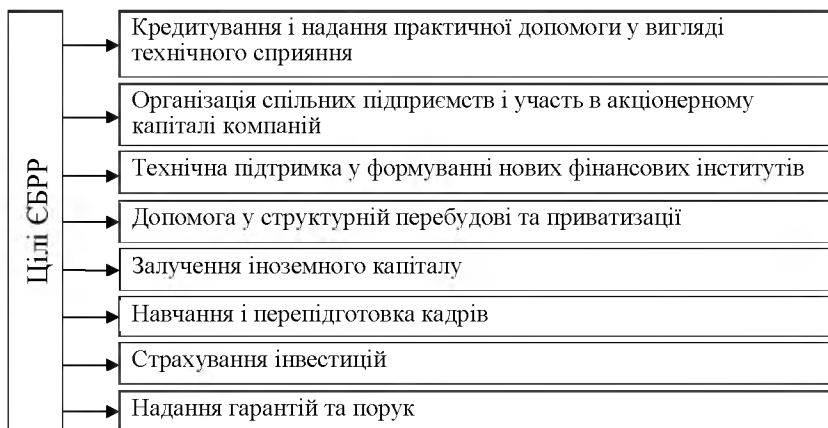 Цілі ЄБРР
Кредитування і надання практичної допомоги у вигляді
технічного сприяння
Організація спільних підприємств і участь в акціонерному
капіталі компаній
Технічна підтримка у формуванні нових фінансових інститутів
Допомога у структурній перебудові та приватизації
Залучення іноземного капіталу
Навчання і перепідготовка кадрів
Страхування інвестицій
Надання гарантій та порук